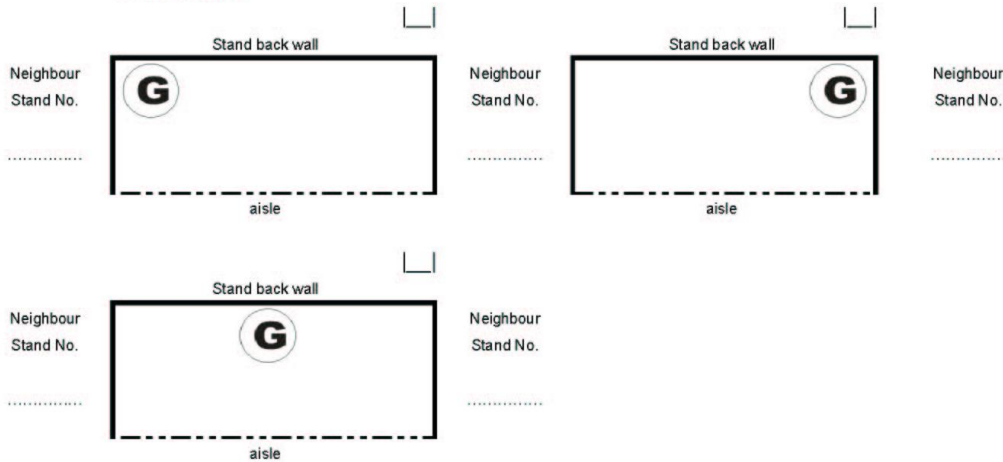 Stand back wall
Stand back wall
Neighbour
Neighbour
Neighbour
G
G
Stand No.
Stand No.
Stand No.
..............
..............
..............
aisle
aisle
Stand back wall
Neighbour
Neighbour
G
Stand No.
Stand No.
..............
..............
aisle